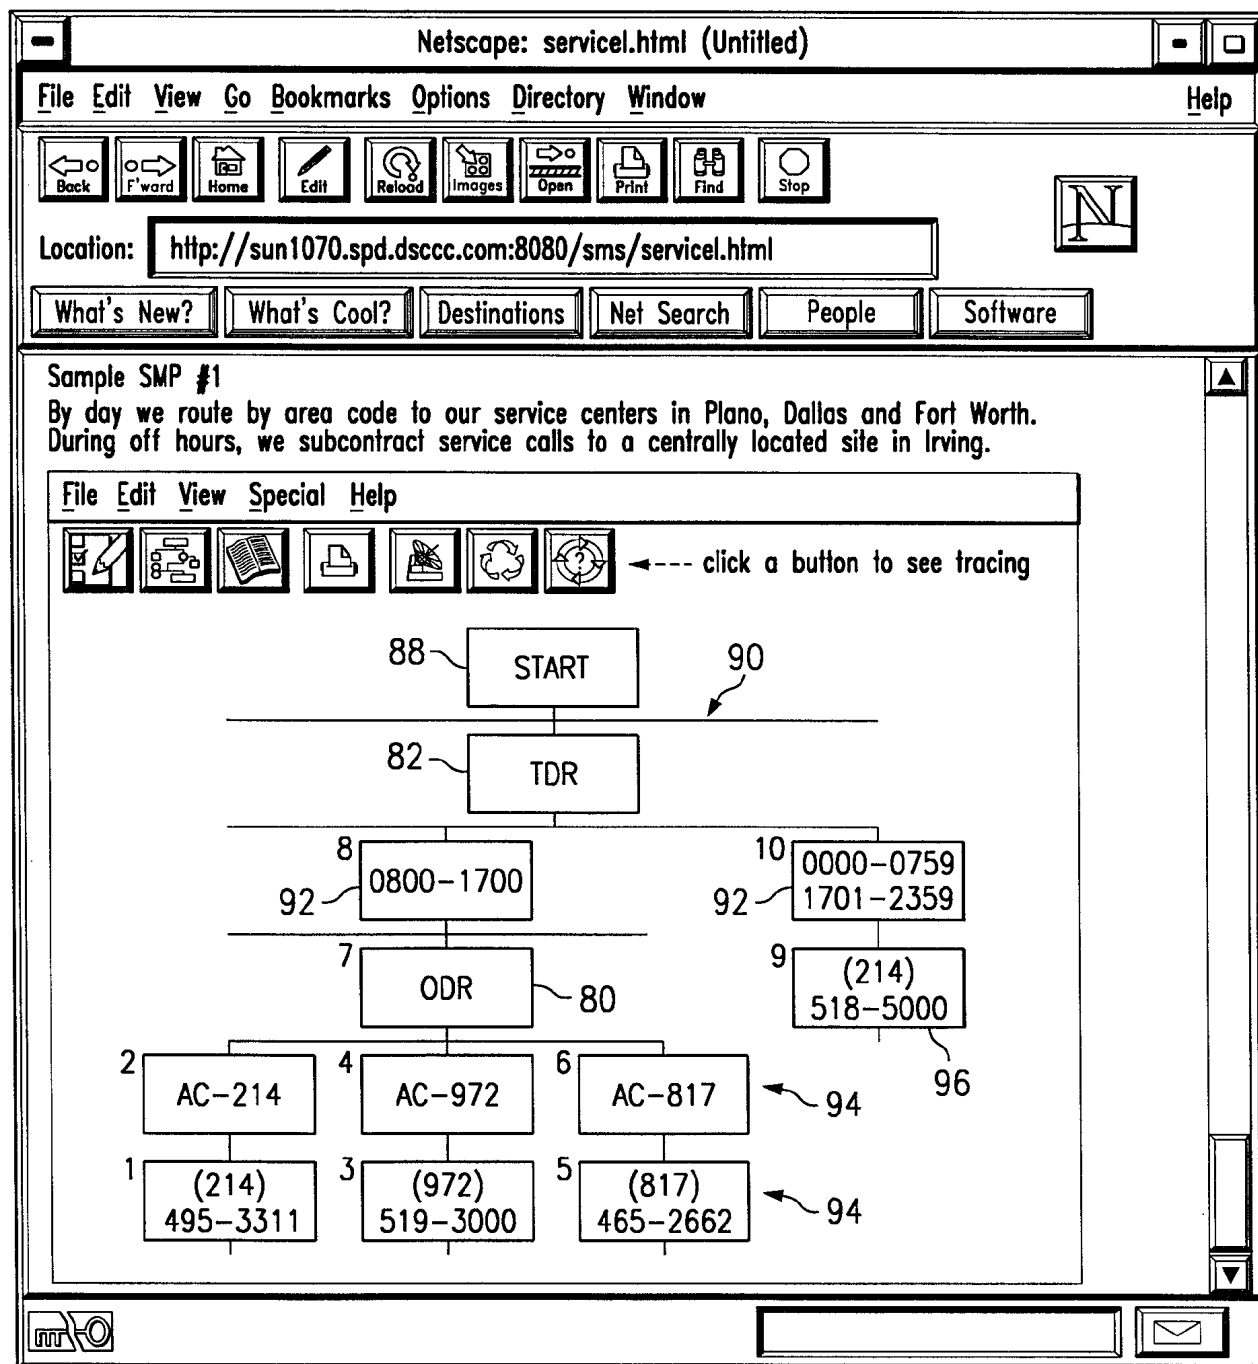 Netscape: servicel.html (Untitled)
File Edit View Go Bookmarks Options Directory Window Help
Back F'ward Home Edit Reload Images Open Print Find Stop
N
Location: http://sun1070.spd.dsccc.com:8080/sms/servicel.html
What's New? What's Cool? Destinations Net Search People Software
Sample SMP #1
By day we route by area code to our service centers in Plano, Dallas and Fort Worth.
During off hours, we subcontract service calls to a centrally located site in Irving.
File Edit View Special Help
? click a button to see tracing
88 START
90
82 TDR
8 0800-1700 92
10 0000-0759
92 1701-2359
7 ODR 80
9 (214)
518-5000
96
2 AC-214 4 AC-972 6 AC-817 94
1 (214) 3 (972) 5 (817) 94
495-3311 519-3000 465-2662